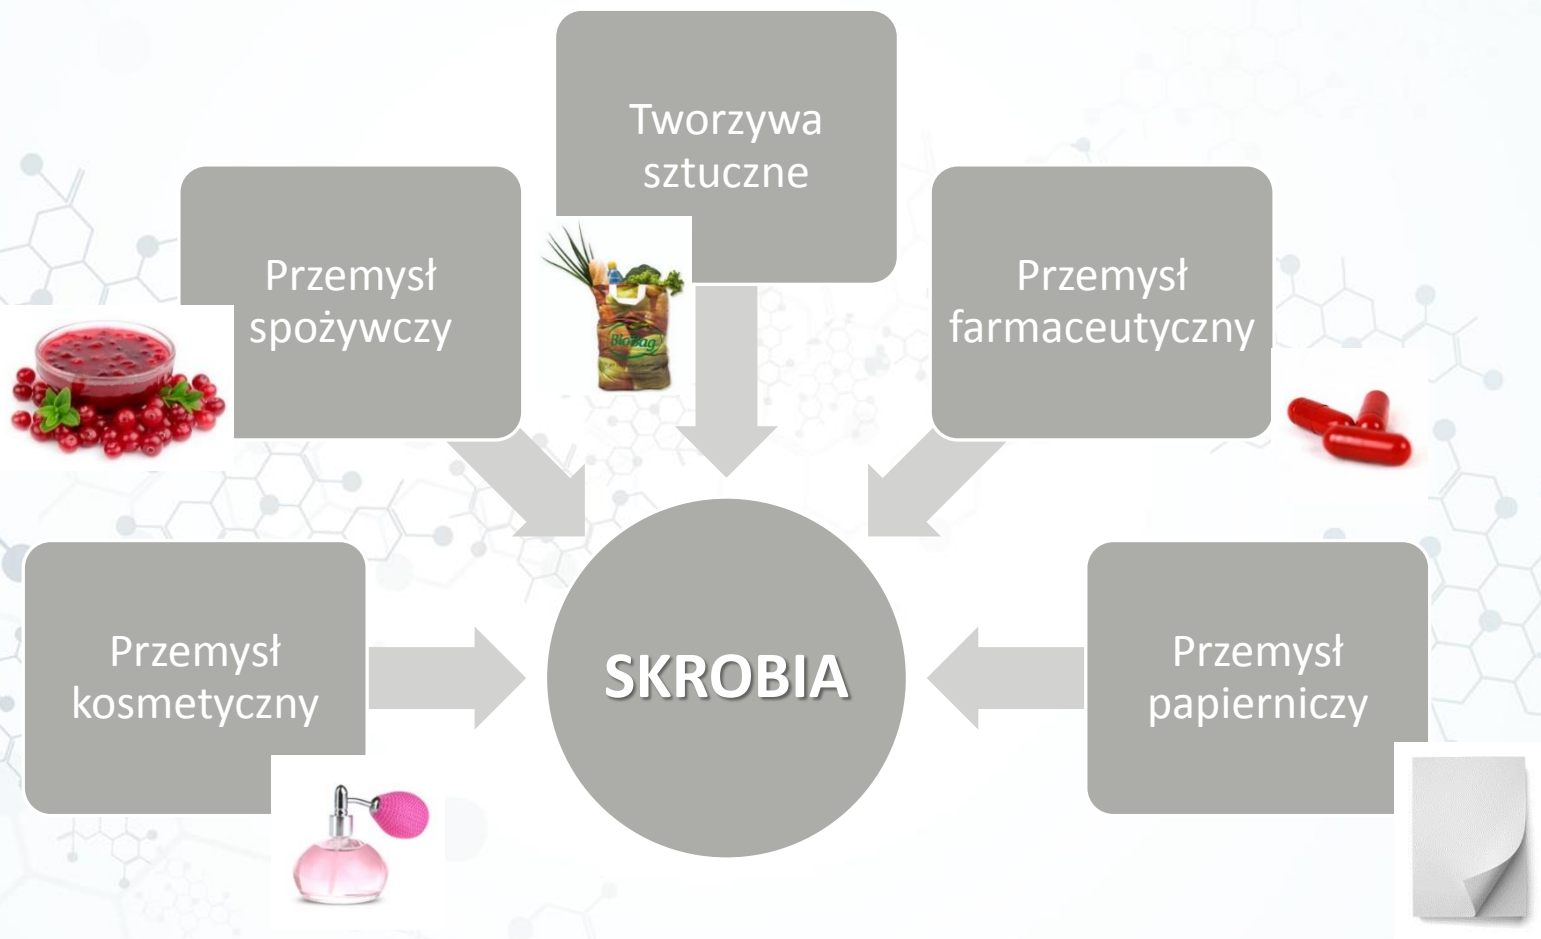 Tworzywa
sztuczne
Przemysł
spożywczy
Przemysł
farmaceutyczny
BioBag
Przemysł
kosmetyczny
SKROBIA
Przemysł
papierniczy